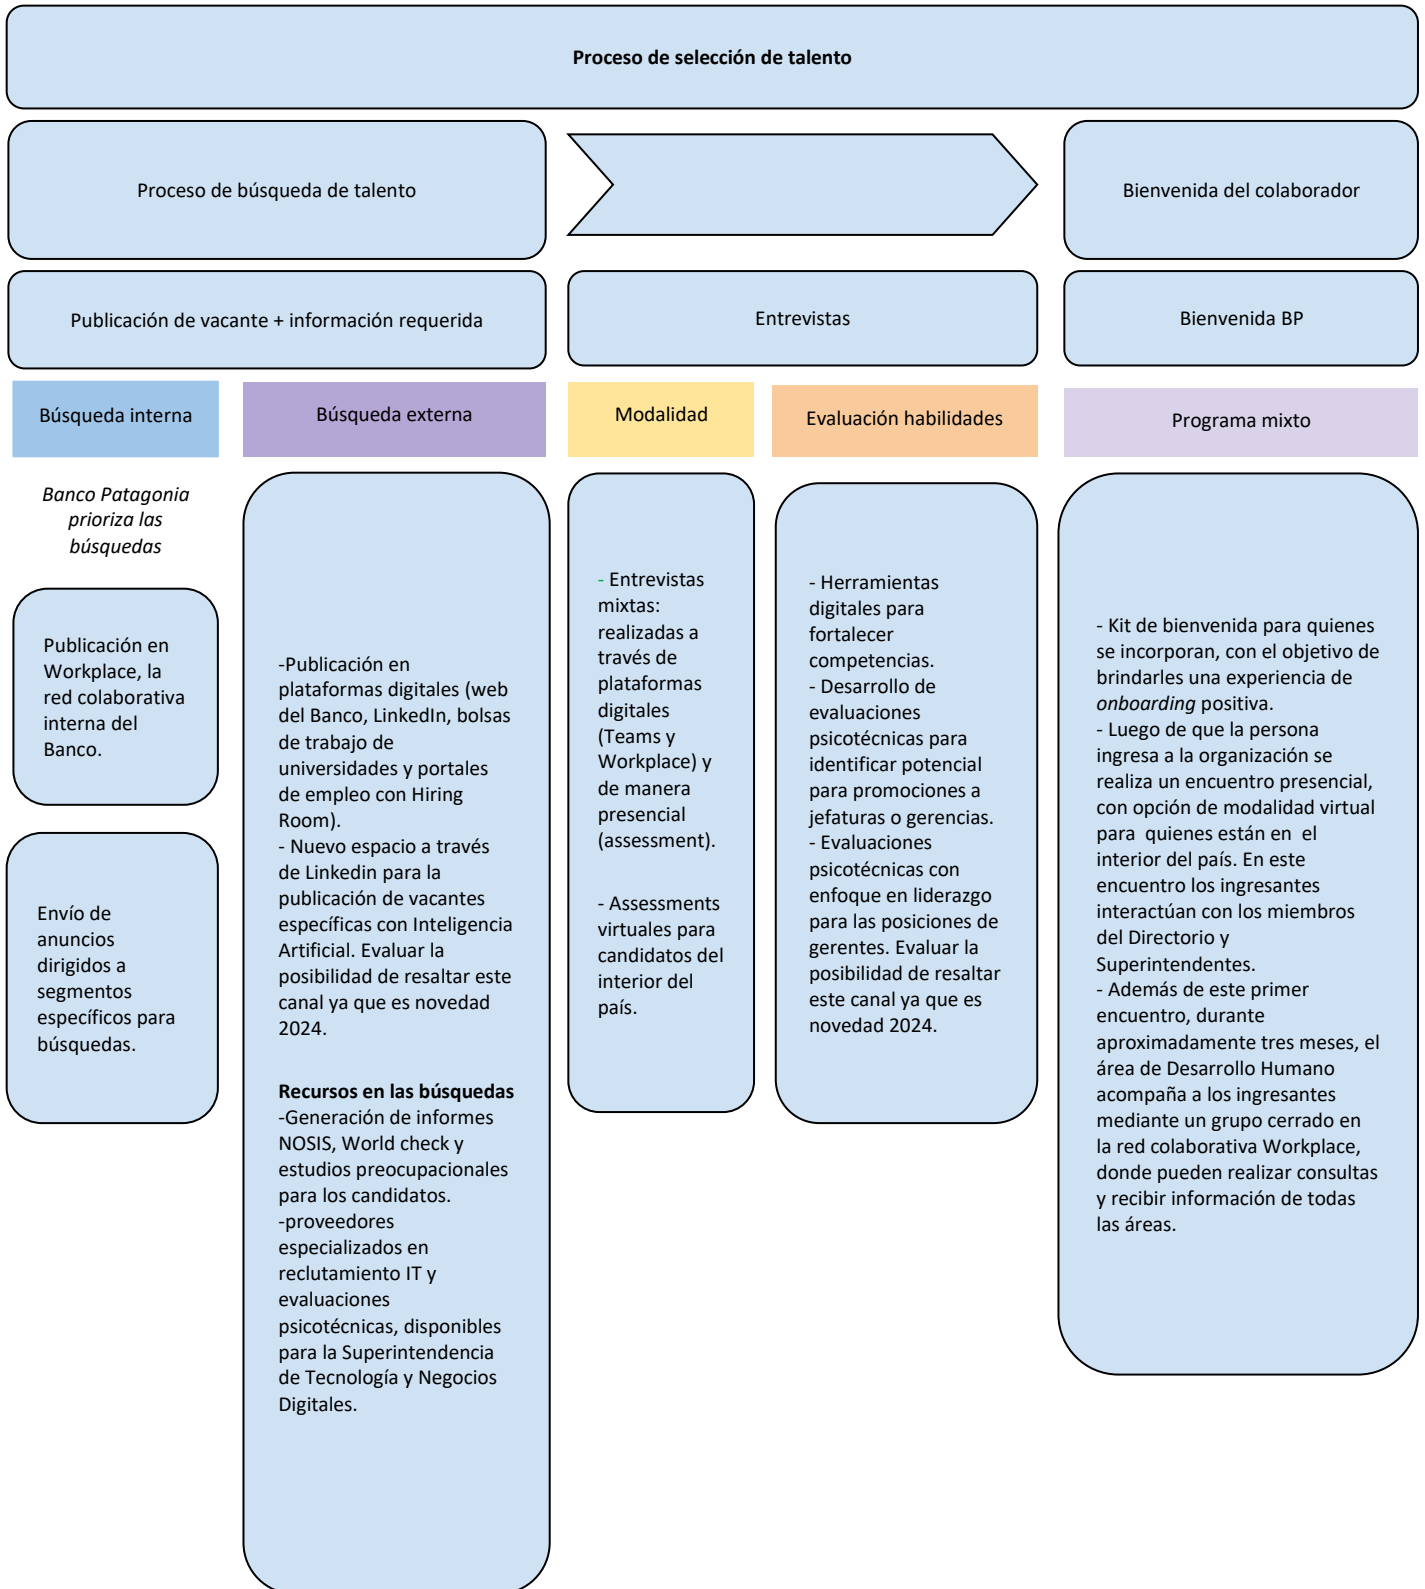 Proceso de selección de talento
Proceso de búsqueda de talento
Bienvenida del colaborador
Publicación de vacante + información requerida
Entrevistas
Bienvenida BP
Búsqueda interna
Búsqueda externa
Modalidad
Evaluación habilidades
Programa mixto
Banco Patagonia
prioriza las
búsquedas
Publicación en
Workplace, la
red colaborativa
interna del
Banco.
Envío de
anuncios
dirigidos a
segmentos
específicos para
búsquedas.
-Publicación en
plataformas digitales (web
del Banco, LinkedIn, bolsas
de trabajo de
universidades y portales
de empleo con Hiring
Room).
- Nuevo espacio a través
de Linkedin para la
publicación de vacantes
específicas con Inteligencia
Artificial. Evaluar la
posibilidad de resaltar este
canal ya que es novedad
2024.
Recursos en las búsquedas
-Generación de informes
NOSIS, World check y
estudios preocupacionales
para los candidatos.
-proveedores
especializados en
reclutamiento IT y
evaluaciones
psicotécnicas, disponibles
para la Superintendencia
de Tecnología y Negocios
Digitales.
- Entrevistas
mixtas:
realizadas a
través de
plataformas
digitales
(Teams y
Workplace) y
de manera
presencial
(assessment).
- Assessments
virtuales para
candidatos del
interior del
país.
- Herramientas
digitales para
fortalecer
competencias.
- Desarrollo de
evaluaciones
psicotécnicas para
identificar potencial
para promociones a
jefaturas o gerencias.
- Evaluaciones
psicotécnicas con
enfoque en liderazgo
para las posiciones de
gerentes. Evaluar la
posibilidad de resaltar
este canal ya que es
novedad 2024.
- Kit de bienvenida para quienes
se incorporan, con el objetivo de
brindarles una experiencia de
onboarding positiva.
- Luego de que la persona
ingresa a la organización se
realiza un encuentro presencial,
con opción de modalidad virtual
para quienes están en el
interior del país. En este
encuentro los ingresantes
interactúan con los miembros
del Directorio y
Superintendentes.
- Además de este primer
encuentro, durante
aproximadamente tres meses, el
área de Desarrollo Humano
acompaña a los ingresantes
mediante un grupo cerrado en
la red colaborativa Workplace,
donde pueden realizar consultas
y recibir información de todas
las áreas.